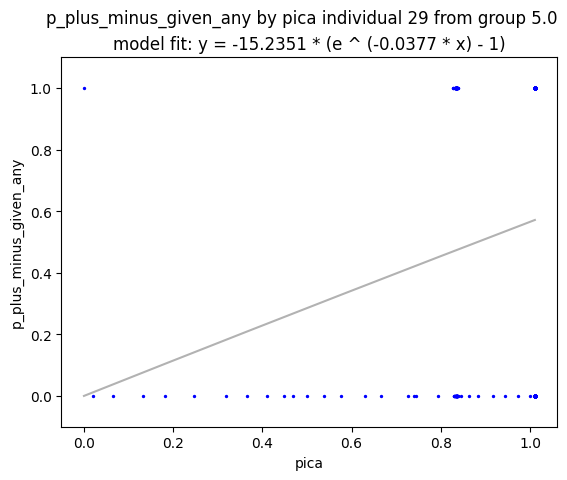 p_plus_minus_given_any by pica individual 29 from group 5.0
model fit: y = -15.2351 * (e ^ (-0.0377 * x) - 1)
1.0
0.8
0.6
0.4
0.2
0.0
p_plus_minus_given_any
0.0 0.2 0.4 0.6 0.8 1.0
pica